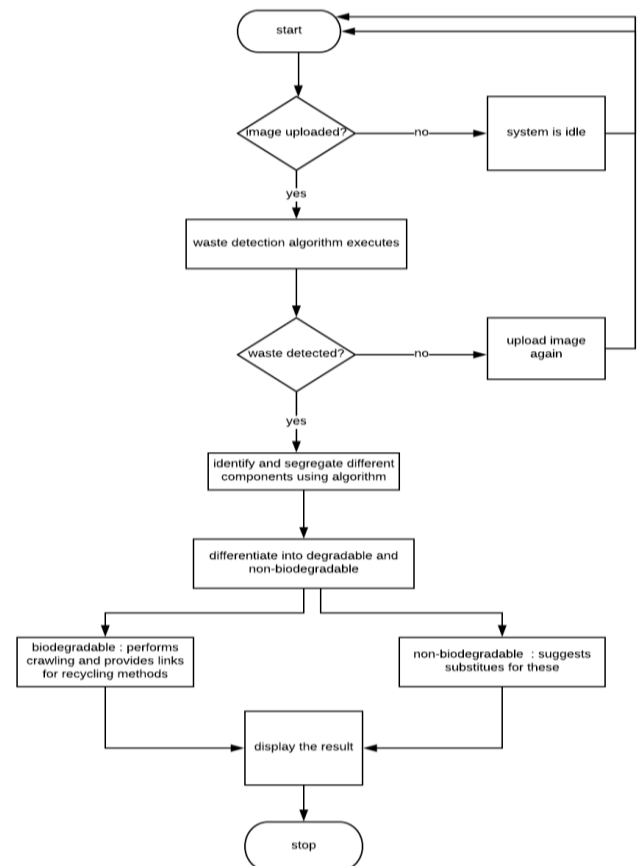 start
image uploaded?
no
system is idle
yes
waste detection algorithm executes
waste detected?
no
upload image
again
yes
identify and segregate different
components using algorithm
differentiate into degradable and
non-biodegradable
biodegradable : performs
crawling and provides links
for recycling methods
non-biodegradable : suggests
substitues for these
display the result
stop